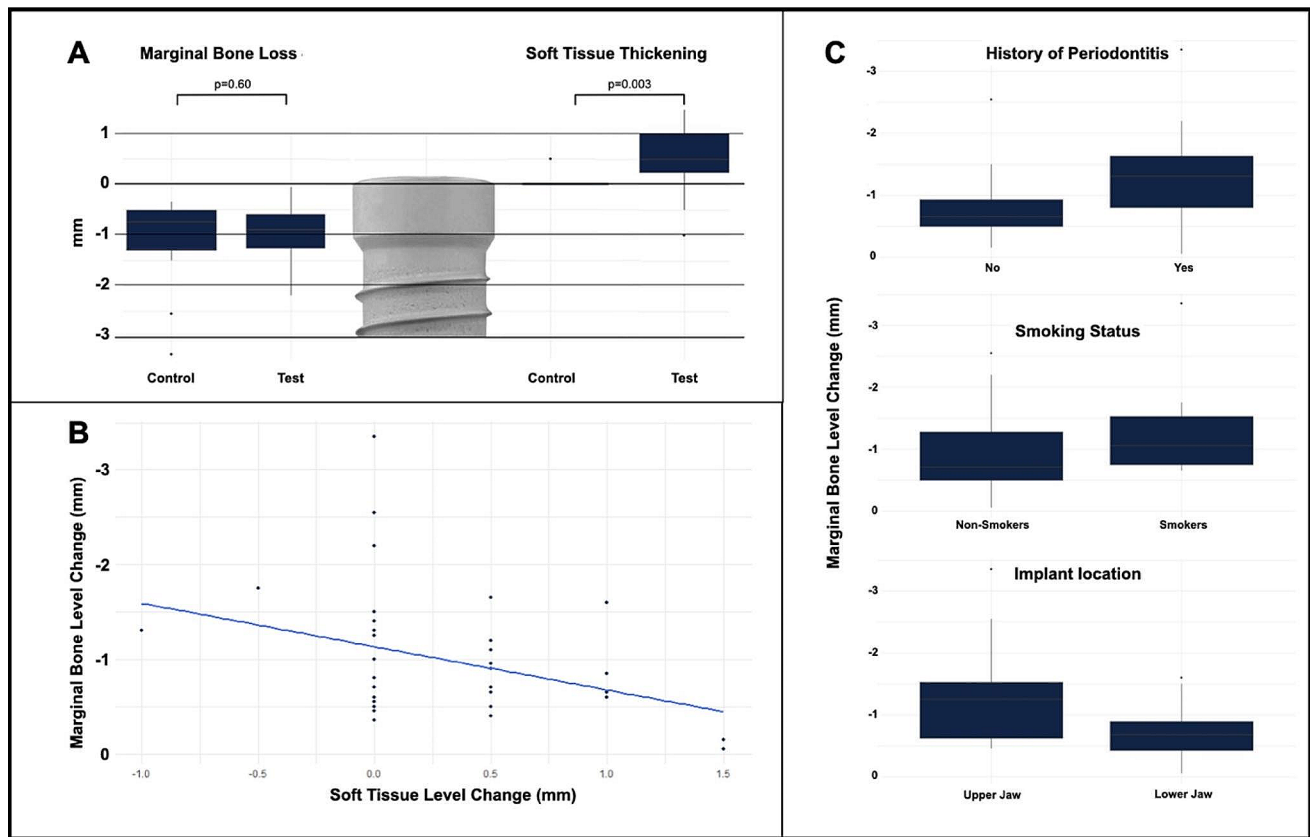 A
Marginal Bone Loss
Soft Tissue Thickening
p=0.60
p=0.003
1
0
-1
-2
-3
mm
Control
Test
Control
Test
B
-3
-2
-1
0
Marginal Bone Level Change (mm)
-1.0
-0.5
0.0
0.5
1.0
1.5
Soft Tissue Level Change (mm)
C
History of Periodontitis
-3
-2
-1
0
No
Yes
Marginal Bone Level Change (mm)
Smoking Status
-3
-2
-1
0
Non-Smokers
Smokers
Implant location
-3
-2
-1
0
Upper Jaw
Lower Jaw